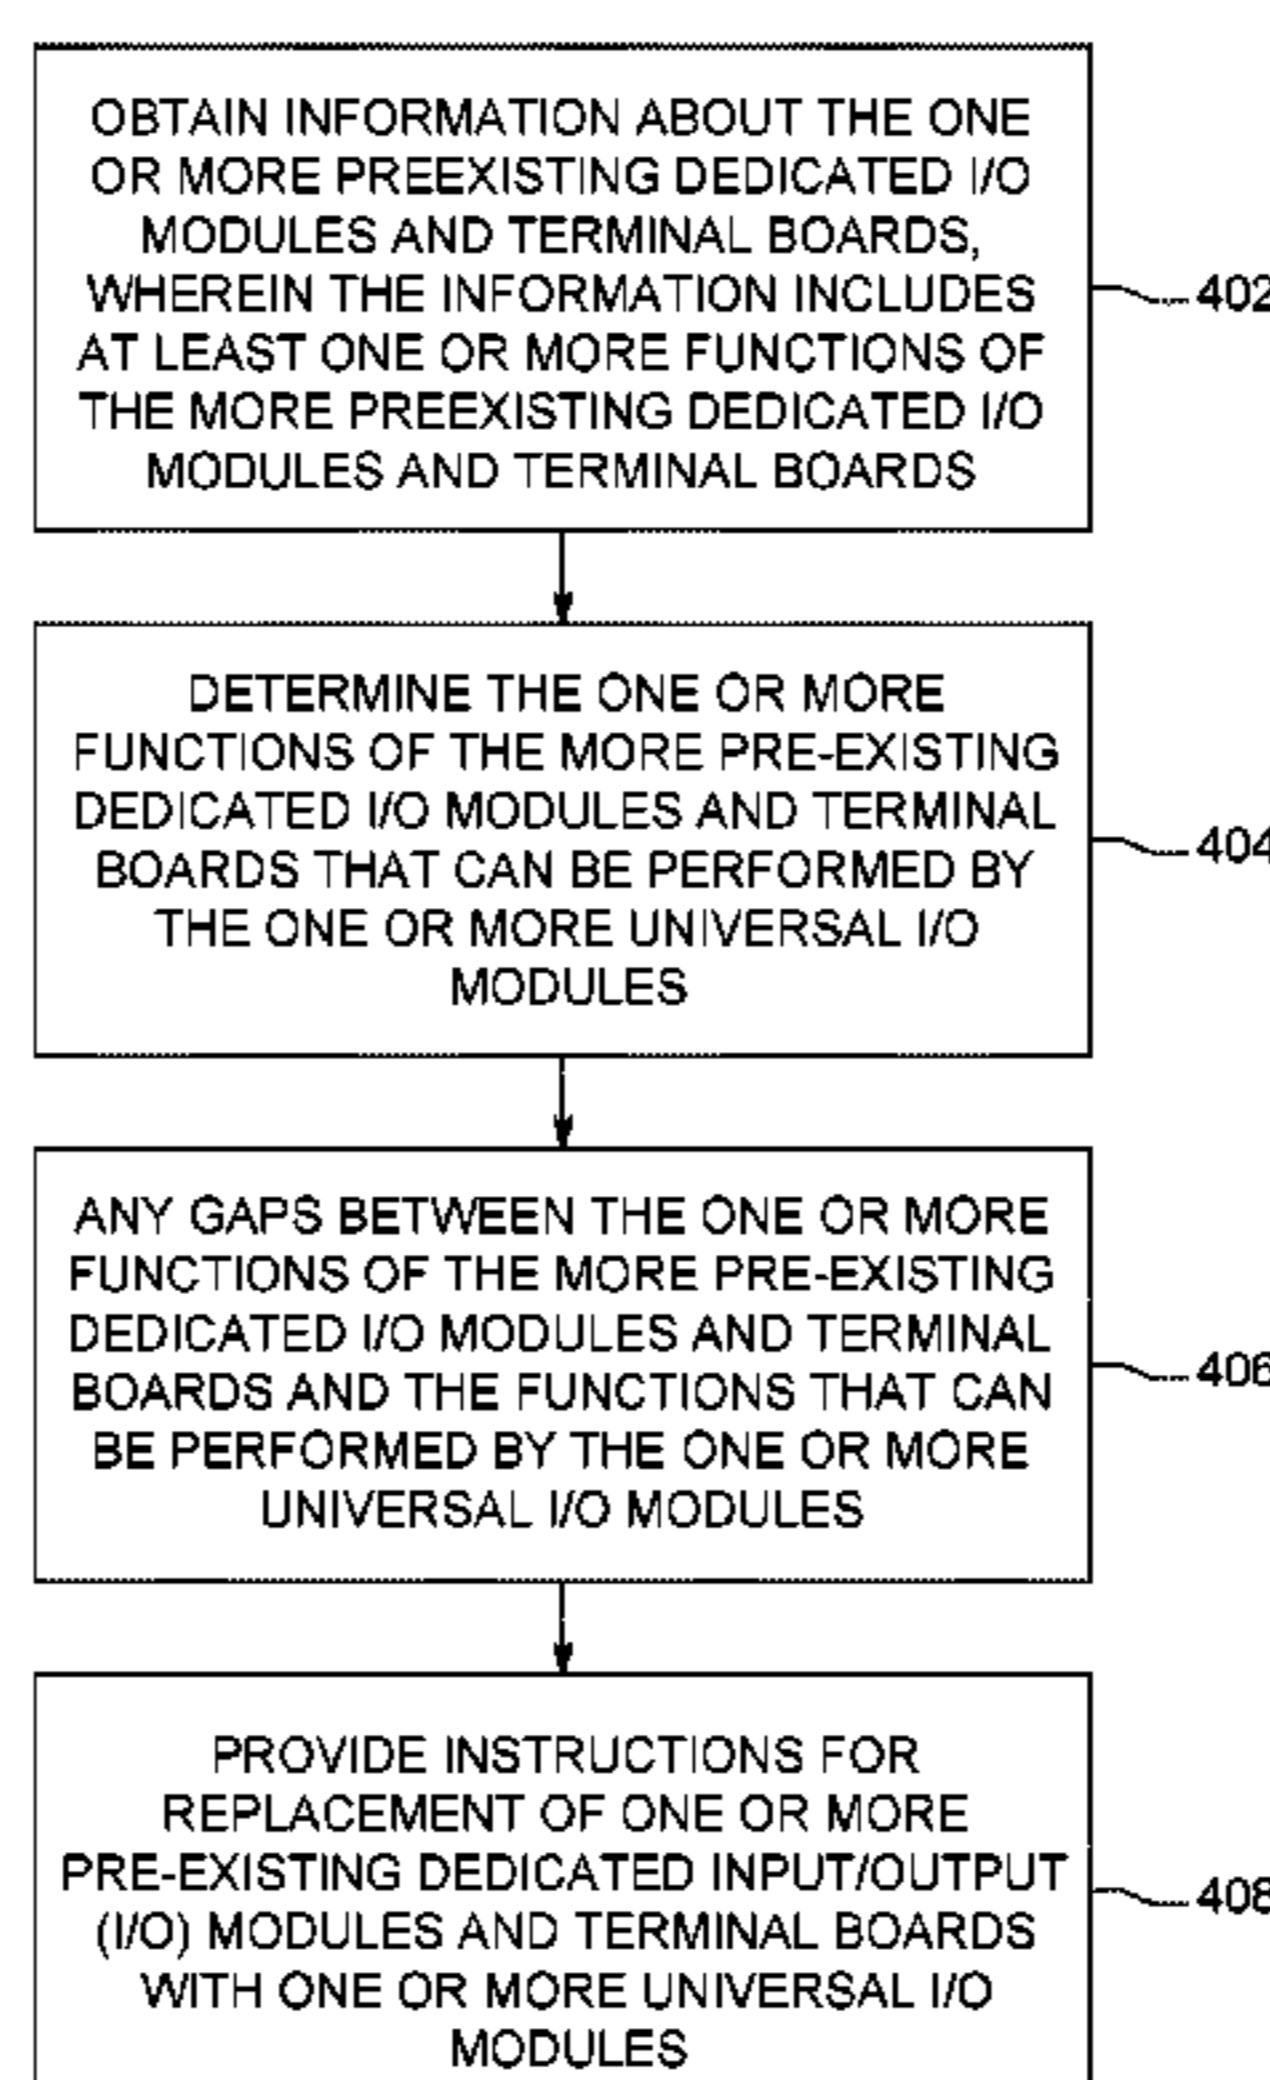 OBTAIN INFORMATION ABOUT THE ONE
OR MORE PREEXISTING DEDICATED I/O
MODULES AND TERMINAL BOARDS,
WHEREIN THE INFORMATION INCLUDES
AT LEAST ONE OR MORE FUNCTIONS OF
THE MORE PREEXISTING DEDICATED I/O
MODULES AND TERMINAL BOARDS
402
DETERMINE THE ONE OR MORE
FUNCTIONS OF THE MORE PRE-EXISTING
DEDICATED I/O MODULES AND TERMINAL
BOARDS THAT CAN BE PERFORMED BY
THE ONE OR MORE UNIVERSAL I/O
MODULES
404
ANY GAPS BETWEEN THE ONE OR MORE
FUNCTIONS OF THE MORE PRE-EXISTING
DEDICATED I/O MODULES AND TERMINAL
BOARDS AND THE FUNCTIONS THAT CAN
BE PERFORMED BY THE ONE OR MORE
UNIVERSAL I/O MODULES
406
PROVIDE INSTRUCTIONS FOR
REPLACEMENT OF ONE OR MORE
PRE-EXISTING DEDICATED INPUT/OUTPUT
(I/O) MODULES AND TERMINAL BOARDS
WITH ONE OR MORE UNIVERSAL I/O
MODULES
408